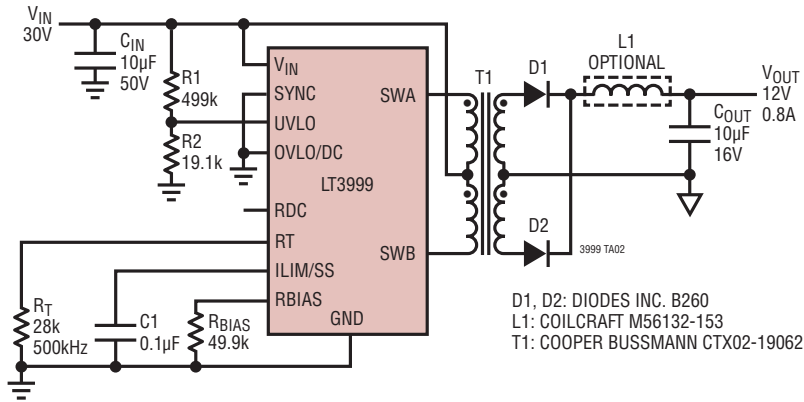 VIN
30V
CIN
10µF
50V
R1
499k
R2
19.1k
VIN
SYNC
UVLO
OVLO/DC
LT3999
RDC
RT
ILIM/SS
RBIAS
GND
SWA
SWB
T1
D1
D2
L1
OPTIONAL
VOUT
12V
0.8A
COUT
10µF
16V
3999 TA02
RT
28k
500kHz
C1
0.1µF
RBIAS
49.9k
D1, D2: DIODES INC. B260
L1: COILCRAFT M56132-153
T1: COOPER BUSSMANN CTX02-19062